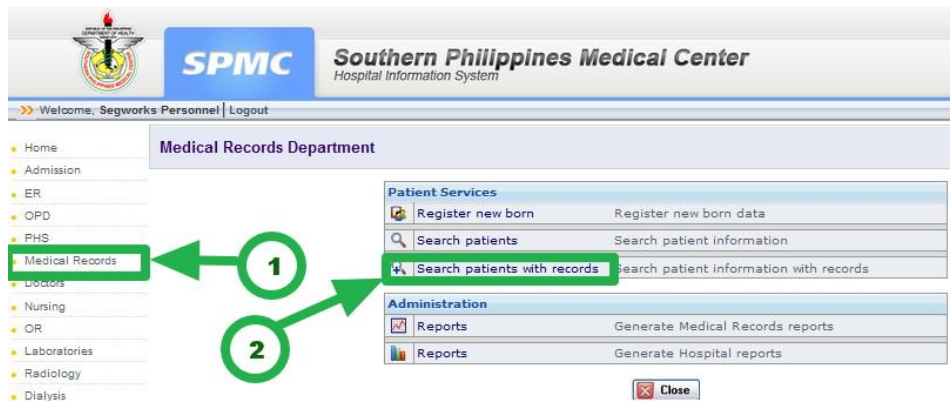 SPMC
Southern Philippines Medical Center
Hospital Information System
Welcome, Segworks Personnel | Logout
Home
Admission
ER
OPD
PHS
Medical Records
Doctors
Nursing
OR
Laboratories
Radiology
Dialysis
Medical Records Department
Patient Services
Register new born Register new born data
Search patients Search patient information
Search patients with records Search patient information with records
Administration
Reports Generate Medical Records reports
Reports Generate Hospital reports
Close
1
2